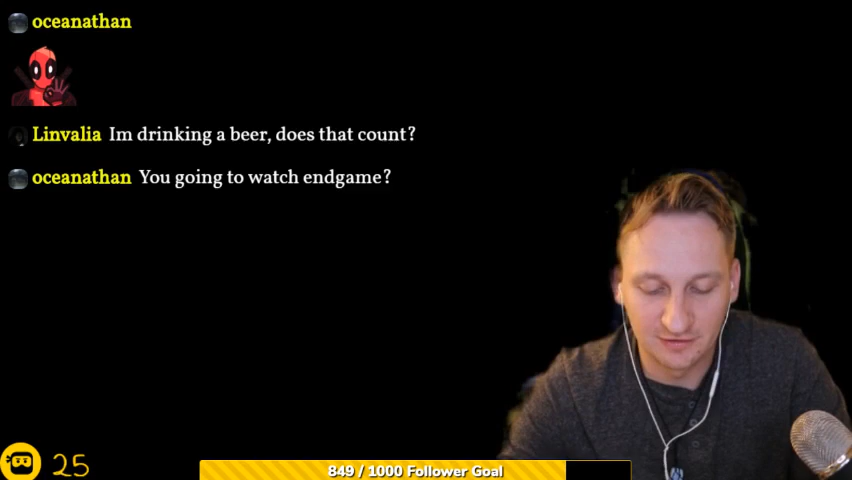 oceanathan
Linvalia Im drinking a beer, does that count?
oceanathan You going to watch endgame?
25
849 / 1000 Follower Goal